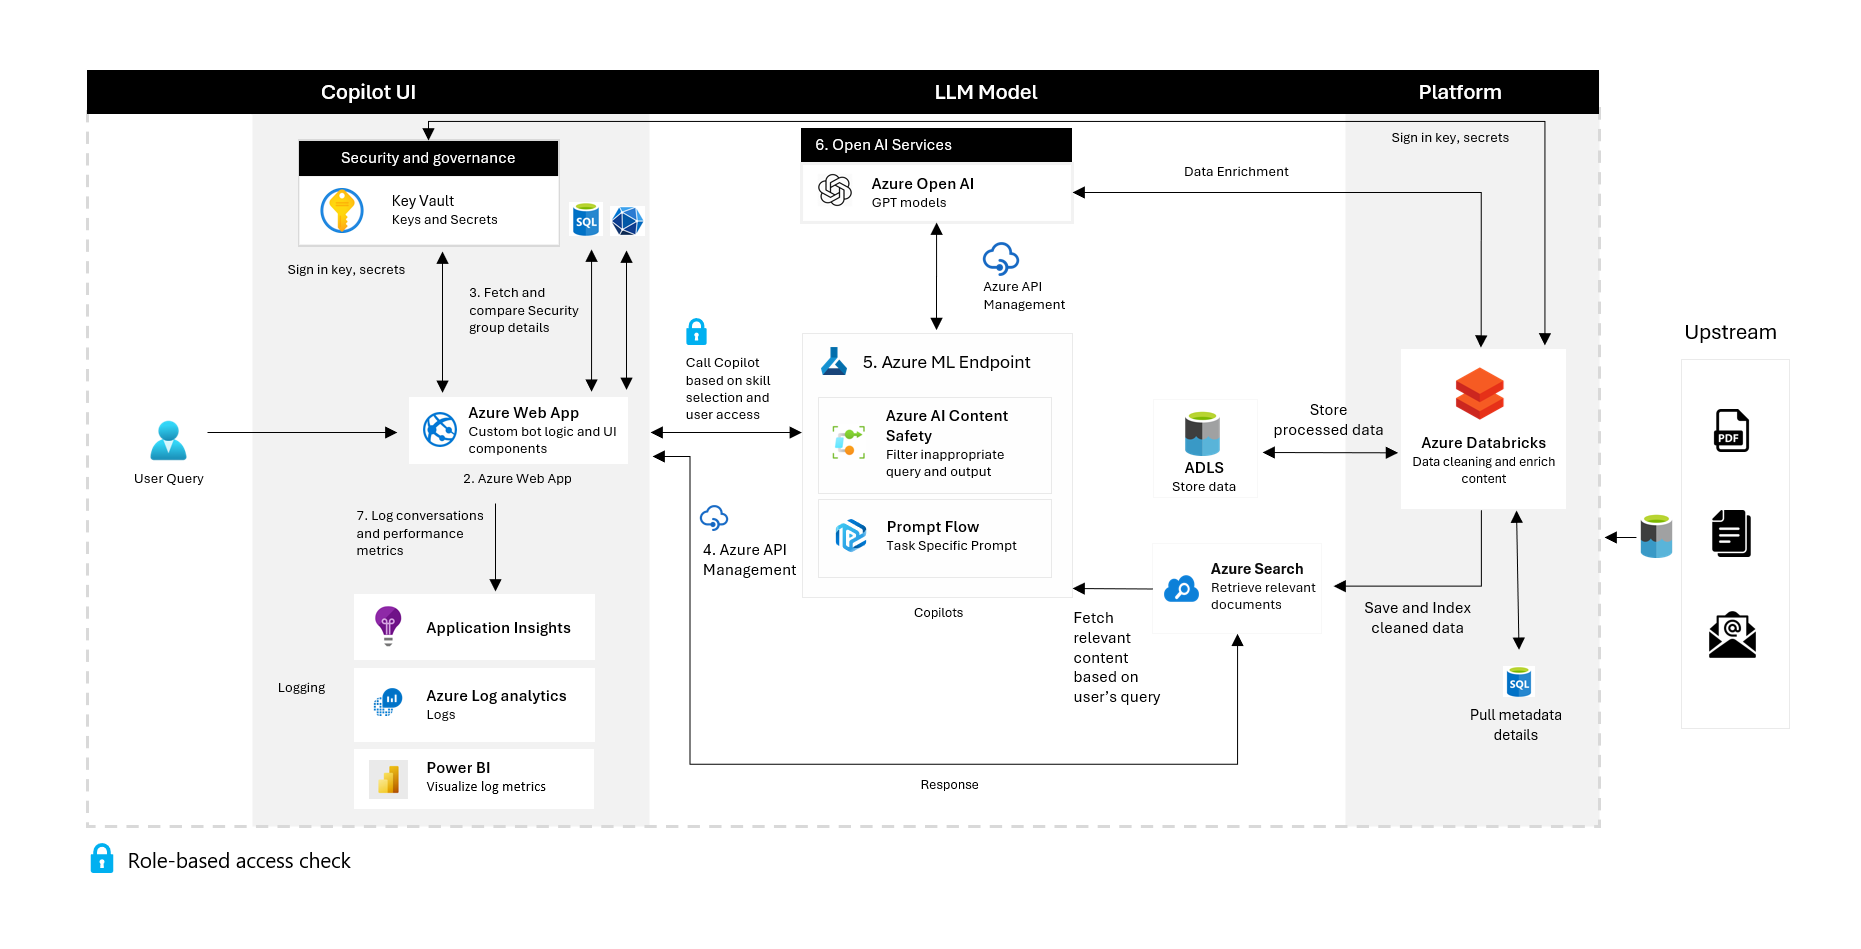 Copilot UI
LLM Model
Platform
Sign in key, secrets
Security and governance
Key Vault
Keys and Secrets
SQL
Sign in key, secrets
3. Fetch and
compare Security
group details
6. Open AI Services
Azure Open AI
GPT models
Data Enrichment
Azure API
Management
Upstream
Call Copilot
based on skill
selection and
user access
5. Azure ML Endpoint
Azure AI Content
Safety
Filter inappropriate
query and output
Prompt Flow
Task Specific Prompt
Copilots
User Query
Azure Web App
Custom bot logic and UI
components
2. Azure Web App
7. Log conversations
and performance
metrics
4. Azure API
Management
ADLS
Store data
Store
processed data
Azure Databricks
Data cleaning and enrich
content
PDF
@
Azure Search
Retrieve relevant
documents
Fetch
relevant
content
based on
user's query
Save and Index
cleaned data
SQL
Pull metadata
details
Application Insights
Logging
Azure Log analytics
Logs
Power BI
Visualize log metrics
Response
Role-based access check